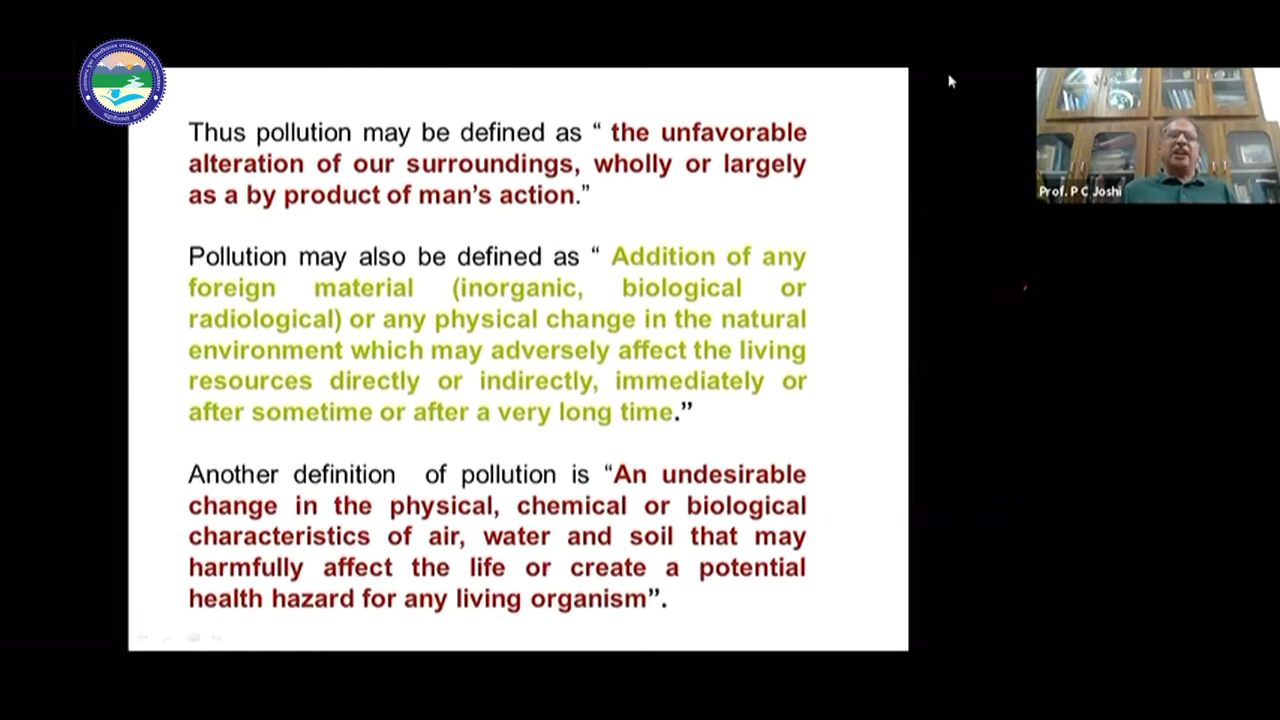 Thus pollution may be defined as “ the unfavorable
alteration of our surroundings, wholly or largely
as a by product of man’s action.”
Pollution may also be defined as “ Addition of any
foreign material (inorganic, biological or
radiological) or any physical change in the natural
environment which may adversely affect the living
resources directly or indirectly, immediately or
after sometime or after a very long time.”
Another definition of pollution is “An undesirable
change in the physical, chemical or biological
characteristics of air, water and soil that may
harmfully affect the life or create a potential
health hazard for any living organism”.
Prof. P C Joshi